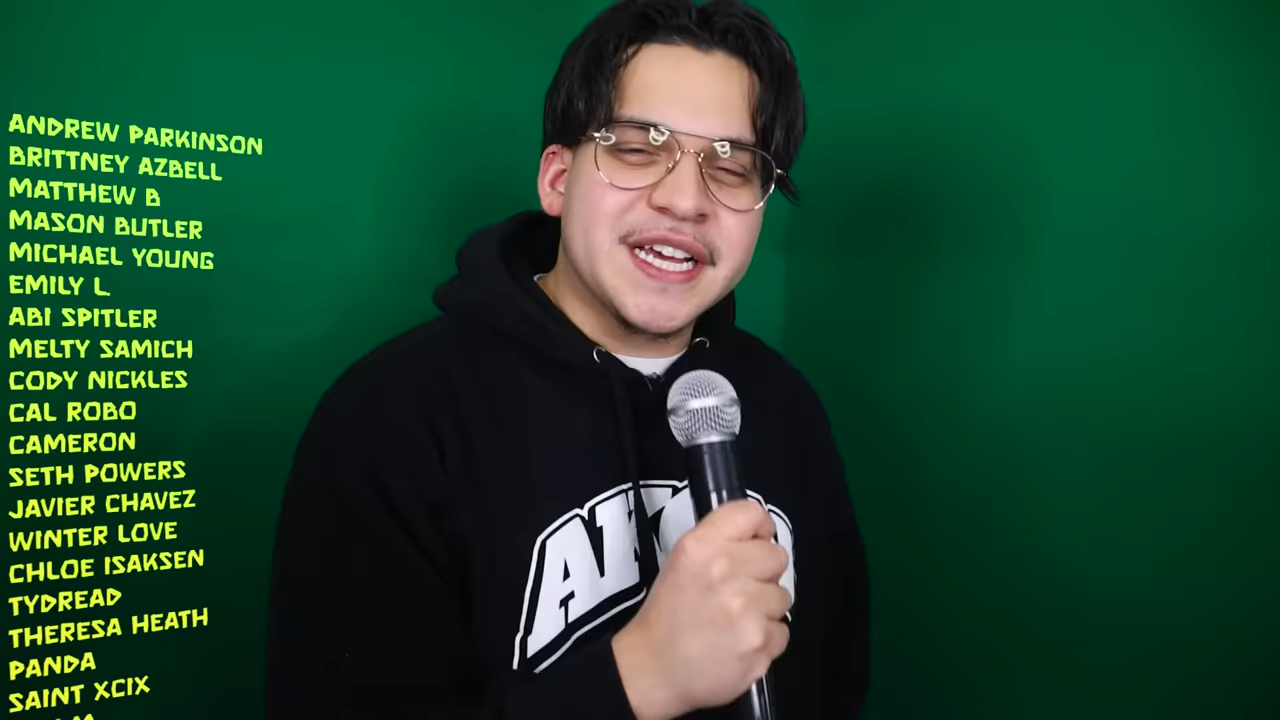 ANDREW PARKINSON
BRITTNEY AZBELL
MATTHEW B
MASON BUTLER
MICHAEL YOUNG
EMILY L
ABI SPITLER
MELTY SAMICH
CODY NICKLES
CAL ROBO
CAMERON
SETH POWERS
JAVIER CHAVEZ
WINTER LOVE
CHLOE ISAKSEN
TYDREAD
THERESA HEATH
PANDA
SAINT XCIX